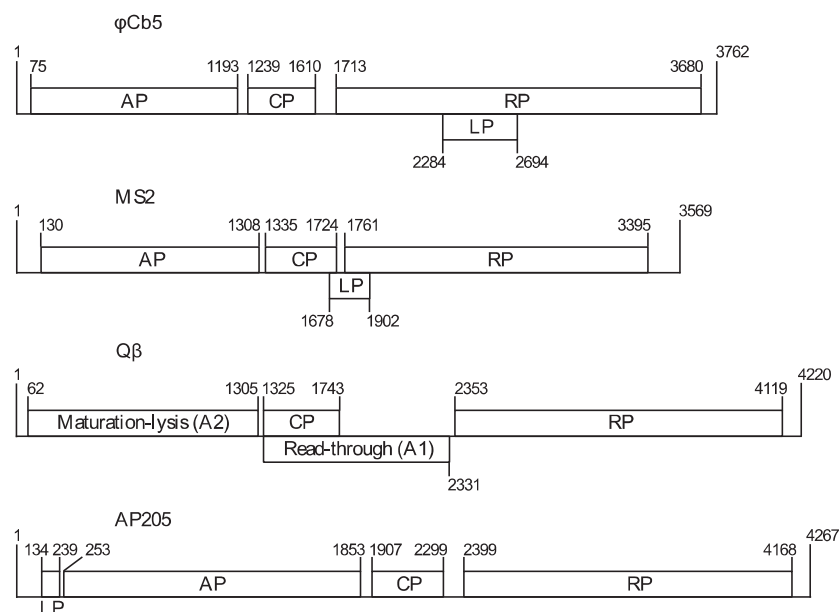 φCb5
1 75 1193 1239 1610 1713 3680 3762
AP CP RP
LP
2284 2694
MS2
1 130 1308 1335 1724 1761 3395 3569
AP CP RP
LP
1678 1902
Qβ
1 62 1305 1325 1743 2353 4119 4220
Maturation-lysis (A2) CP RP
Read-through (A1)
2331
AP205
1 134 239 253 1853 1907 2299 2399 4168 4267
AP CP RP
LP